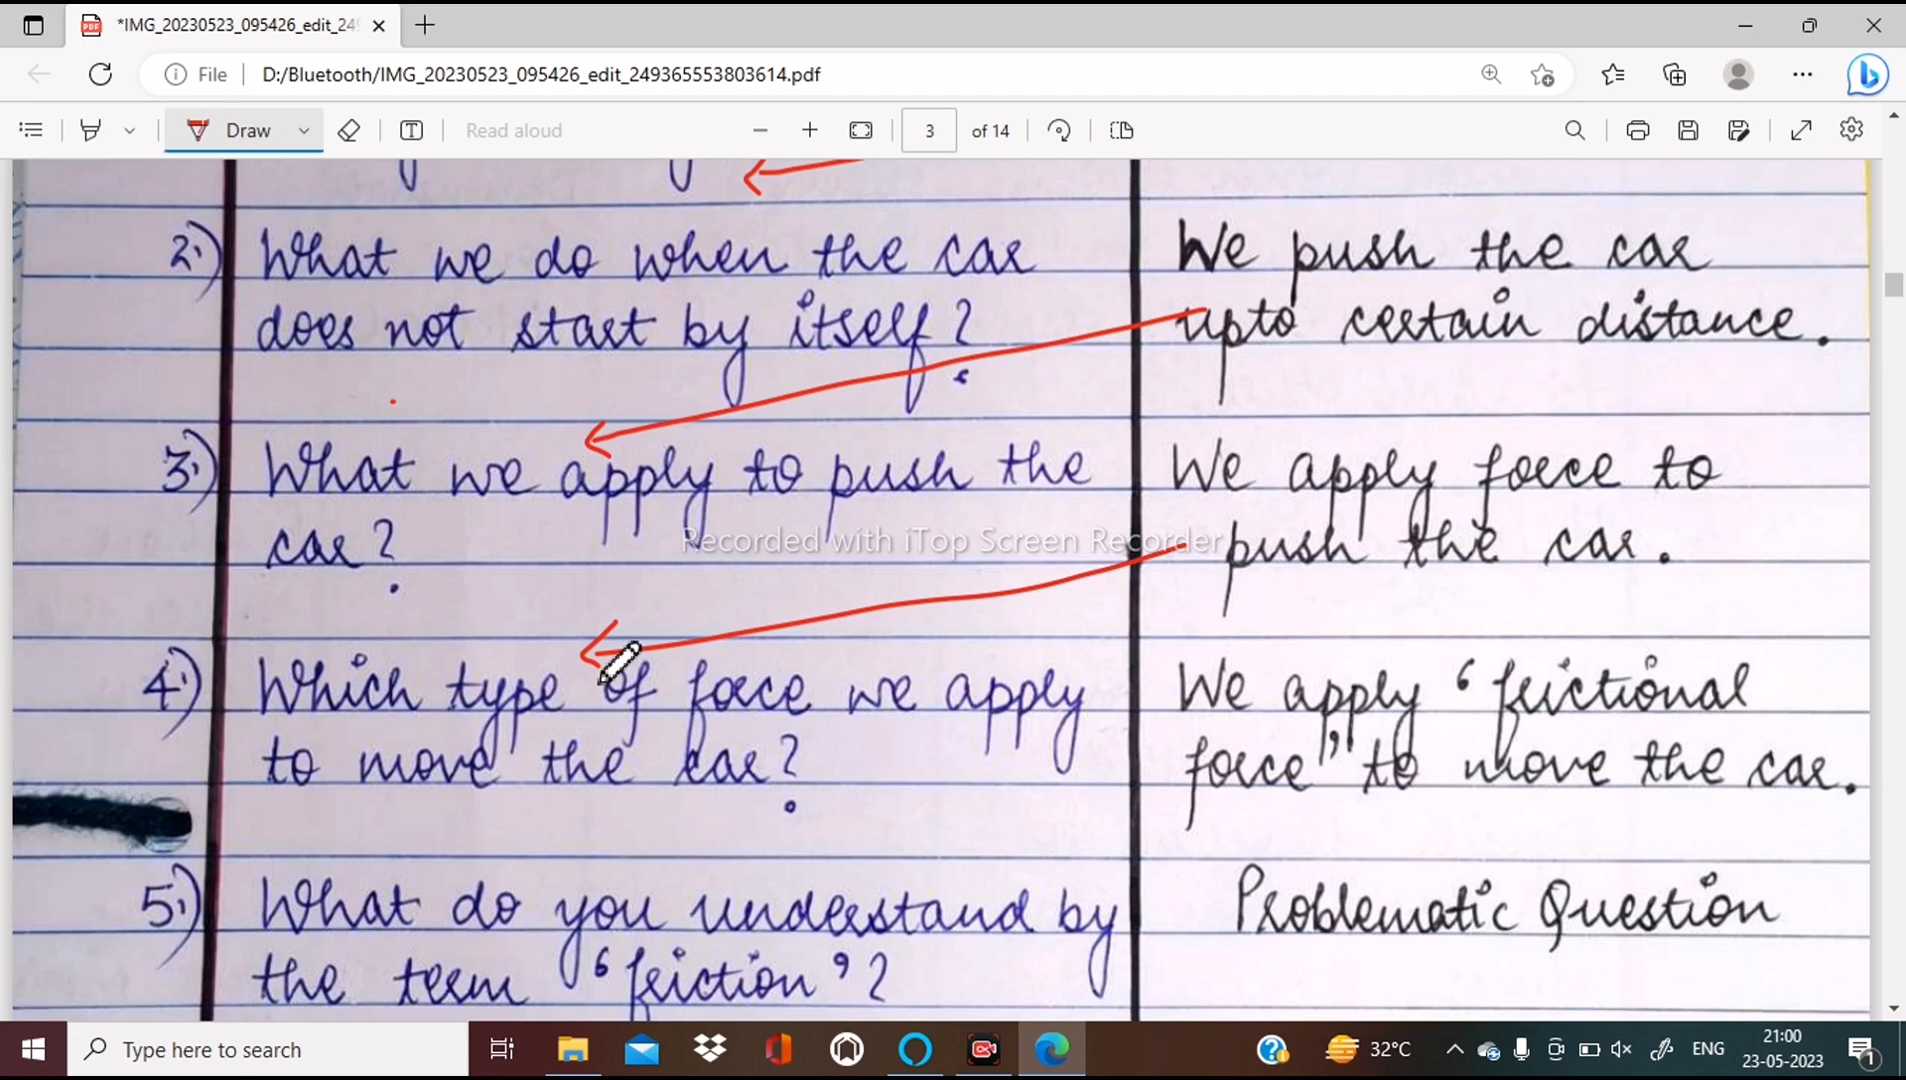 *IMG_20230523_095426_edit_249
File D:/Bluetooth/IMG_20230523_095426_edit_249365553803614.pdf
Draw Read aloud 3 of 14
2.) What we do when the car We push the car
does not start by itself? upto certain distance.
3.) What we apply to push the We apply force to
car? push the car.
Recorded with iTop Screen Recorder
4.) Which type of force we apply We apply ‘frictional
to move the car? force” to move the car.
5.) What do you understand by Problematic Question
the term ‘friction’?
Type here to search 32°C ENG 21:00
23-05-2023
1